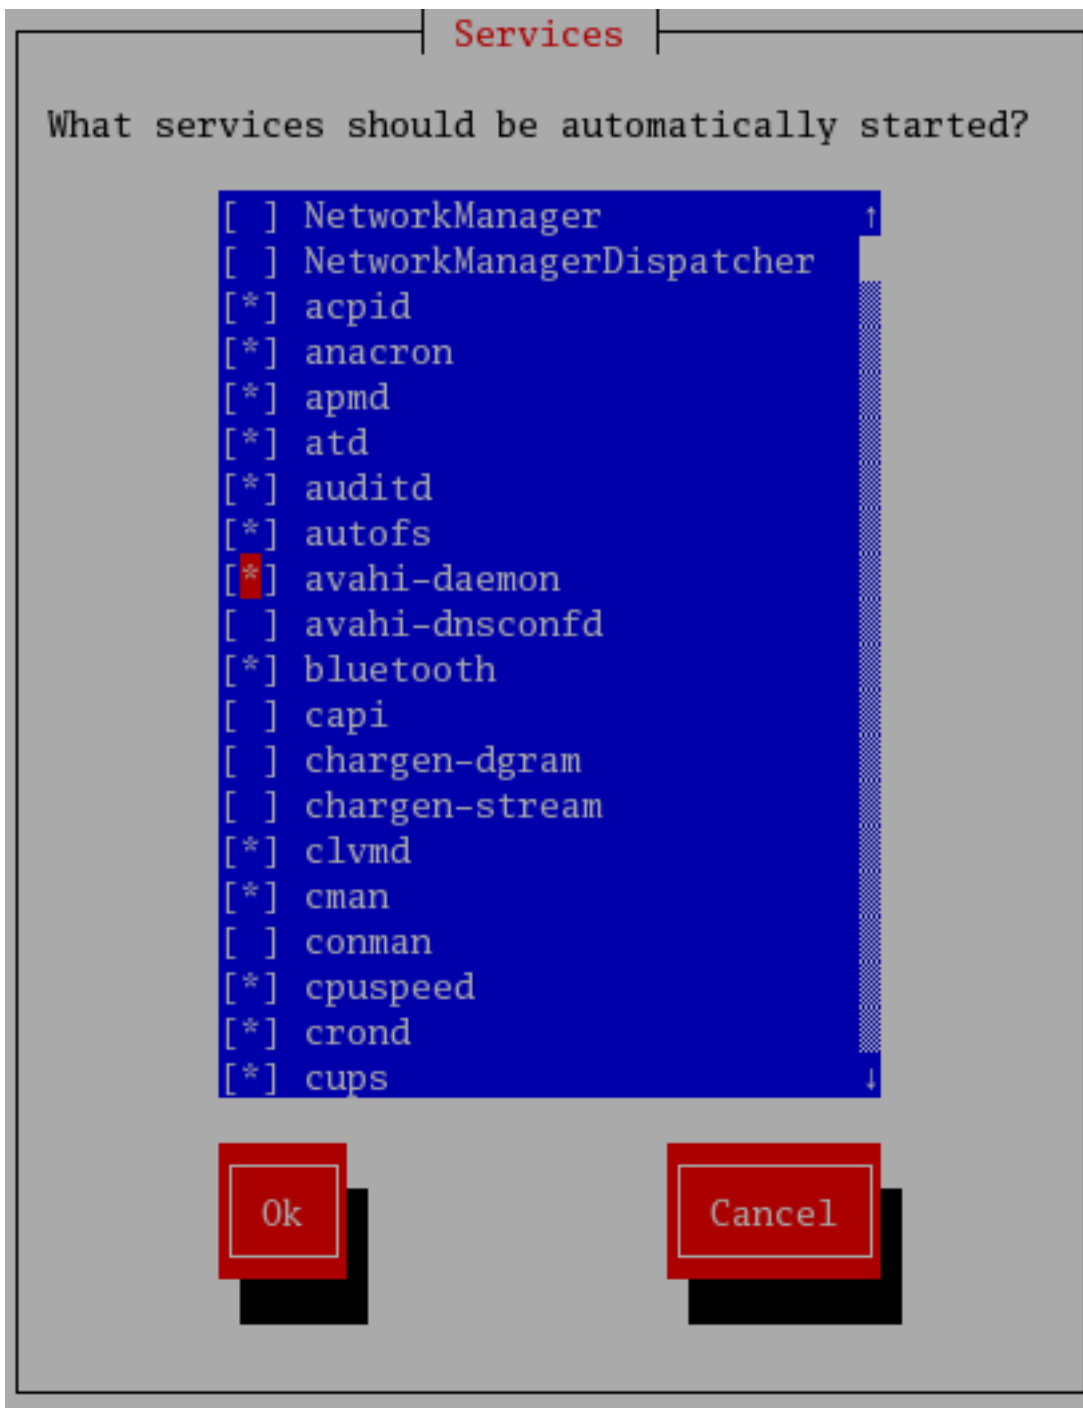 Services
What services should be automatically started?
[ ] NetworkManager ↑
[ ] NetworkManagerDispatcher
[*] acpid
[*] anacron
[*] apmd
[*] atd
[*] auditd
[*] autofs
[*] avahi-daemon
[ ] avahi-dnsconfd
[*] bluetooth
[ ] capi
[ ] chargen-dgram
[ ] chargen-stream
[*] clvmd
[*] cman
[ ] conman
[*] cpuspeed
[*] crond
[*] cups ↓
Ok Cancel